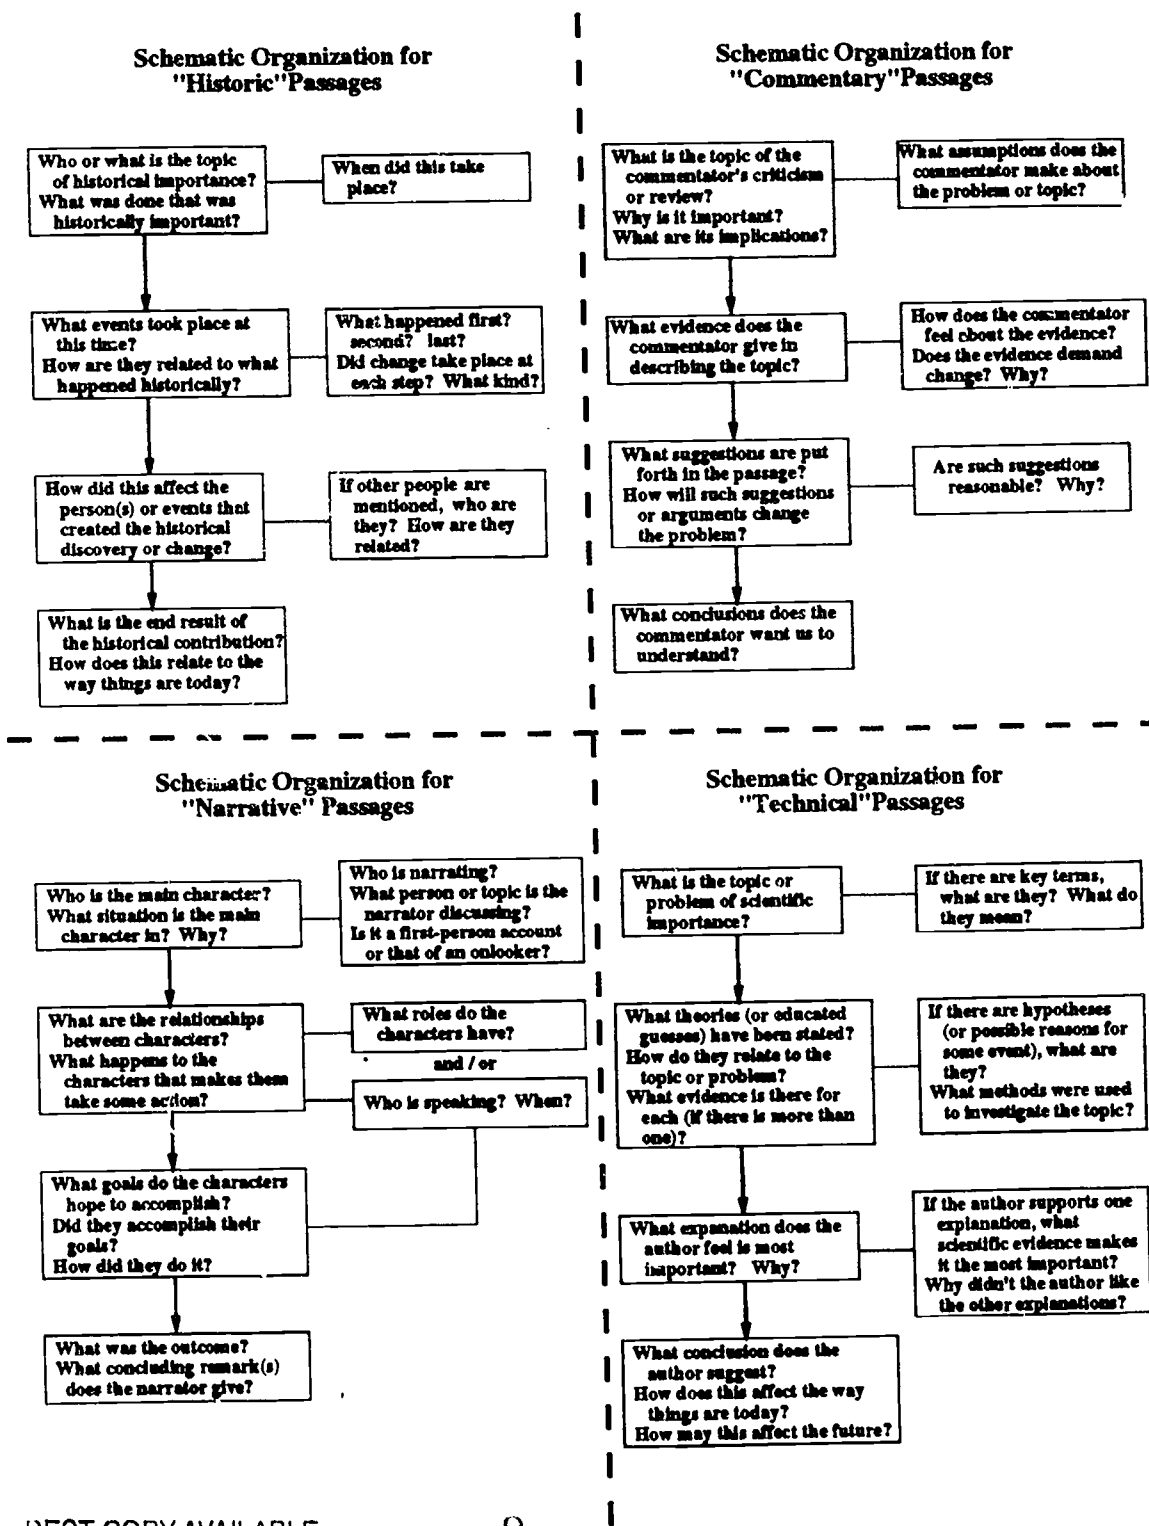 Schematic Organization for
"Historic"Passages
Who or what is the topic
of historical importance?
What was done that was
historically important?
When did this take
place?
What events took place at
this time?
How are they related to what
happened historically?
What happened first?
second? last?
Did change take place at
each step? What kind?
How did this affect the
person(s) or events that
created the historical
discovery or change?
If other people are
mentioned, who are
they? How are they
related?
What is the end result of
the historical contribution?
How does this relate to the
way things are today?
Schematic Organization for
"Commentary"Passages
What is the topic of the
commentator's criticism
or review?
Why is it important?
What are its implications?
What assumptions does the
commentator make about
the problem or topic?
What evidence does the
commentator give in
describing the topic?
How does the commentator
feel about the evidence?
Does the evidence demand
change? Why?
What suggestions are put
forth in the passage?
How will such suggestions
or arguments change
the problem?
Are such suggestions
reasonable? Why?
What conclusions does the
commentator want us to
understand?
Schematic Organization for
"Narrative" Passages
Who is the main character?
What situation is the main
character in? Why?
Who is narrating?
What person or topic is the
narrator discussing?
Is it a first-person account
or that of an onlooker?
What are the relationships
between characters?
What happens to the
characters that makes them
take some action?
What roles do the
characters have?
and / or
Who is speaking? When?
What goals do the characters
hope to accomplish?
Did they accomplish their
goals?
How did they do it?
What was the outcome?
What concluding remark(s)
does the narrator give?
Schematic Organization for
"Technical"Passages
What is the topic or
problem of scientific
importance?
If there are key terms,
what are they? What do
they mean?
What theories (or educated
guesses) have been stated?
How do they relate to the
topic or problem?
What evidence is there for
each (if there is more than
one)?
If there are hypotheses
(or possible reasons for
some event), what are
they?
What methods were used
to investigate the topic?
What expanation does the
author feel is most
important? Why?
If the author supports one
explanation, what
scientific evidence makes
it the most important?
Why didn't the author like
the other explanations?
What conclusion does the
author suggest?
How does this affect the way
things are today?
How may this affect the future?
BEST COPY AVAILABLE